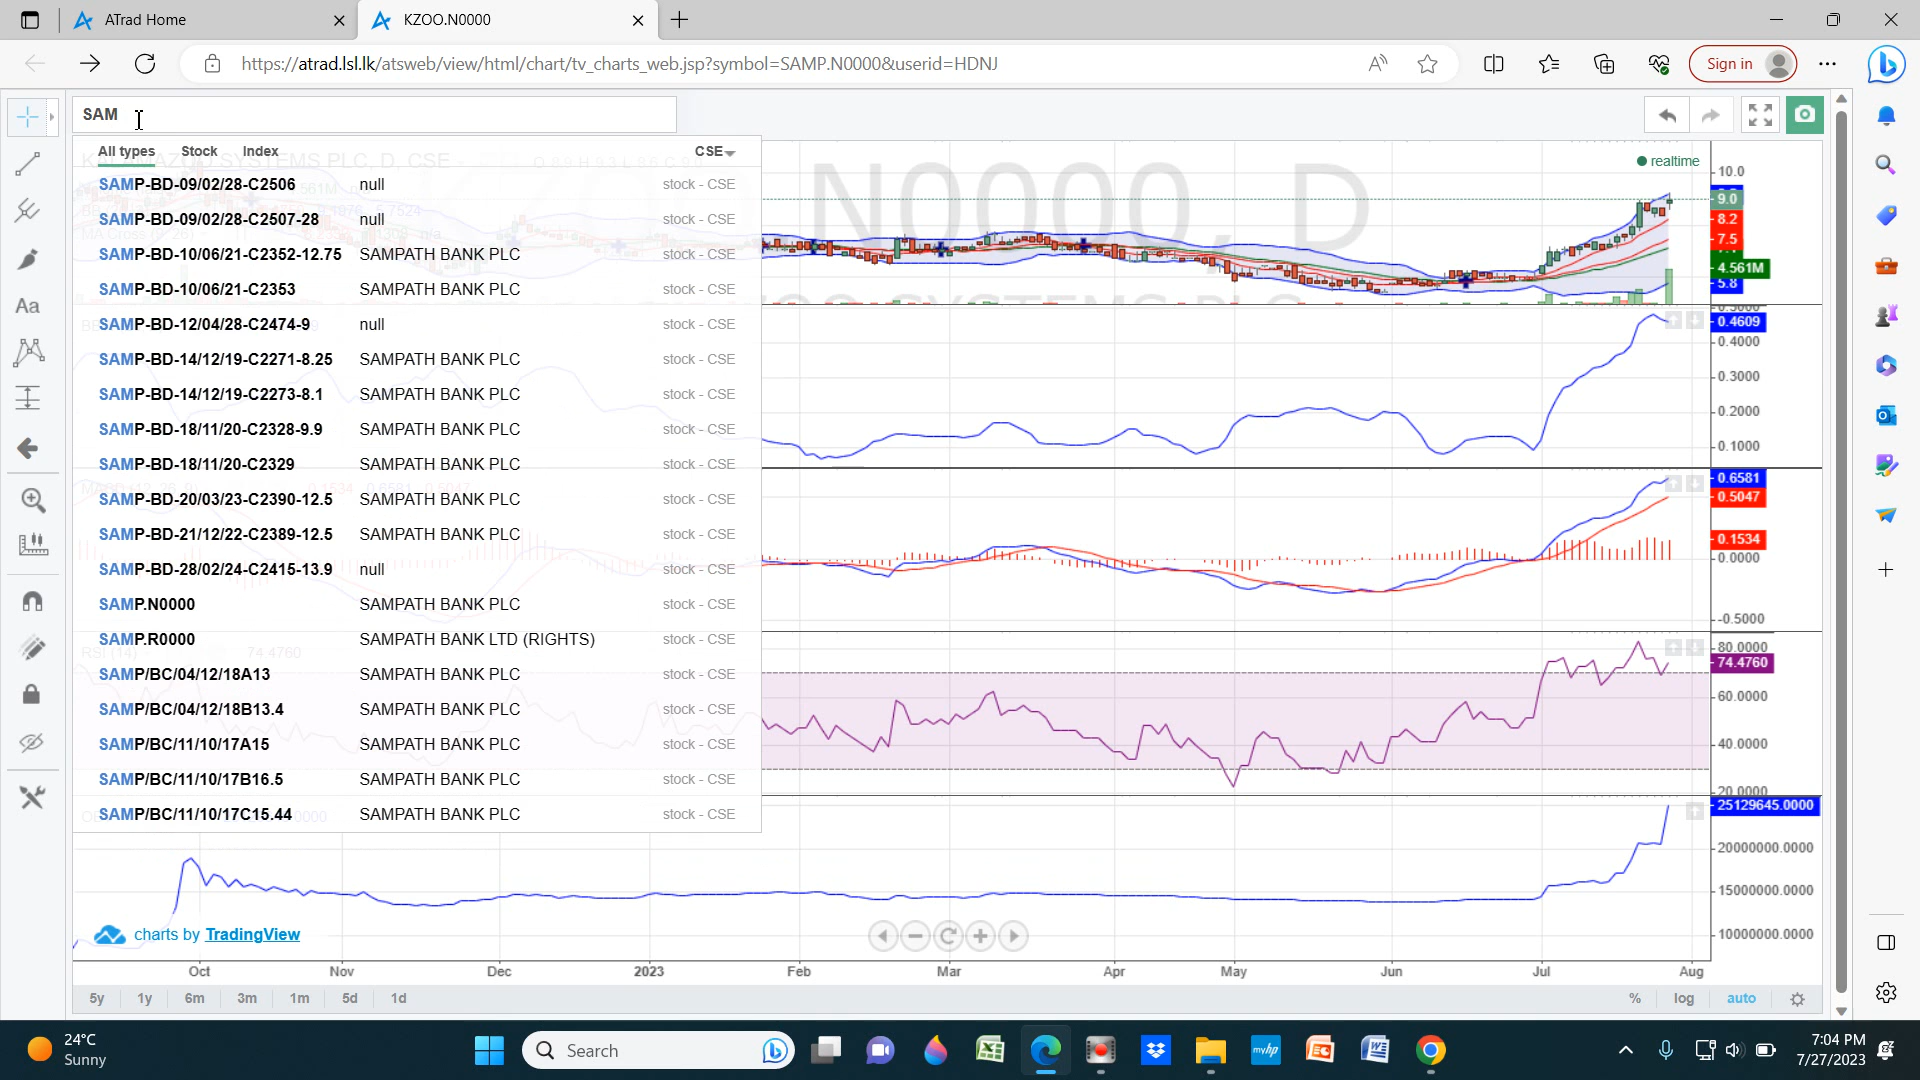 ATrad Home
KZOO.N0000
https://atrad.lsl.lk/atsweb/view/html/chart/tv_charts_web.jsp?symbol=SAMP.N0000&userid=HDNJ
Sign in
SAM
All types Stock Index CSE
SAMP-BD-09/02/28-C2506 null stock - CSE
SAMP-BD-09/02/28-C2507-28 null stock - CSE
SAMP-BD-10/06/21-C2352-12.75 SAMPATH BANK PLC stock - CSE
SAMP-BD-10/06/21-C2353 SAMPATH BANK PLC stock - CSE
SAMP-BD-12/04/28-C2474-9 null stock - CSE
SAMP-BD-14/12/19-C2271-8.25 SAMPATH BANK PLC stock - CSE
SAMP-BD-14/12/19-C2273-8.1 SAMPATH BANK PLC stock - CSE
SAMP-BD-18/11/20-C2328-9.9 SAMPATH BANK PLC stock - CSE
SAMP-BD-18/11/20-C2329 SAMPATH BANK PLC stock - CSE
SAMP-BD-20/03/23-C2390-12.5 SAMPATH BANK PLC stock - CSE
SAMP-BD-21/12/22-C2389-12.5 SAMPATH BANK PLC stock - CSE
SAMP-BD-28/02/24-C2415-13.9 null stock - CSE
SAMP.N0000 SAMPATH BANK PLC stock - CSE
SAMP.R0000 SAMPATH BANK LTD (RIGHTS) stock - CSE
SAMP/BC/04/12/18A13 SAMPATH BANK PLC stock - CSE
SAMP/BC/04/12/18B13.4 SAMPATH BANK PLC stock - CSE
SAMP/BC/11/10/17A15 SAMPATH BANK PLC stock - CSE
SAMP/BC/11/10/17B16.5 SAMPATH BANK PLC stock - CSE
SAMP/BC/11/10/17C15.44 SAMPATH BANK PLC stock - CSE
N0000, D
realtime
10.0
9.0
8.2
7.5
4.561M
5.8
0.4609
0.4000
0.3000
0.2000
0.1000
0.6581
0.5047
0.1534
0.0000
-0.5000
80.0000
74.4760
60.0000
40.0000
20.0000
25129645.0000
20000000.0000
15000000.0000
10000000.0000
charts by TradingView
Oct Nov Dec 2023 Feb Mar Apr May Jun Jul Aug
5y 1y 6m 3m 1m 5d 1d % log auto
24°C
Sunny
Search
7:04 PM
7/27/2023